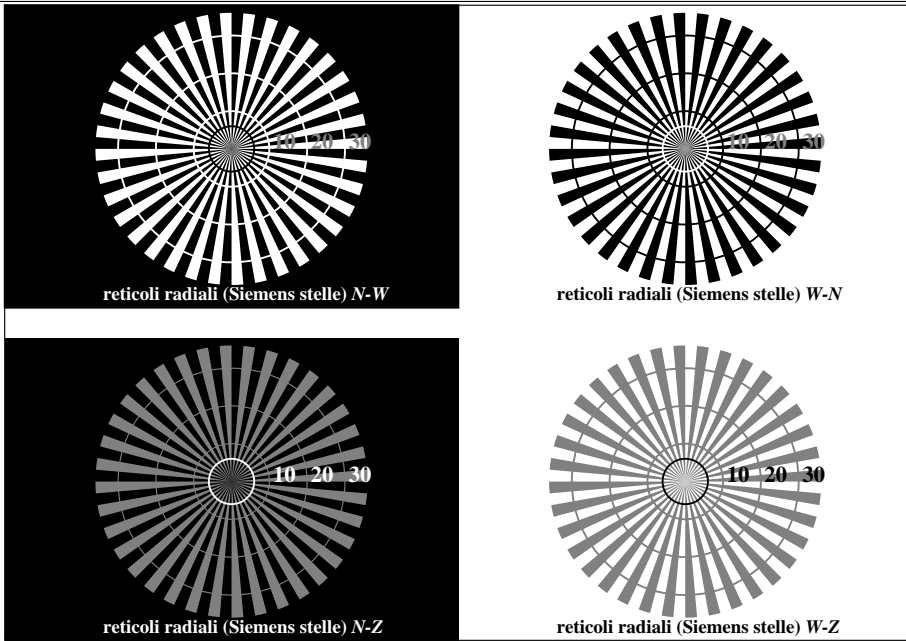 10 20 30
reticoli radiali (Siemens stelle) N-W
10 20 30
reticoli radiali (Siemens stelle) W-N
10 20 30
reticoli radiali (Siemens stelle) N-Z
10 20 30
reticoli radiali (Siemens stelle) W-Z